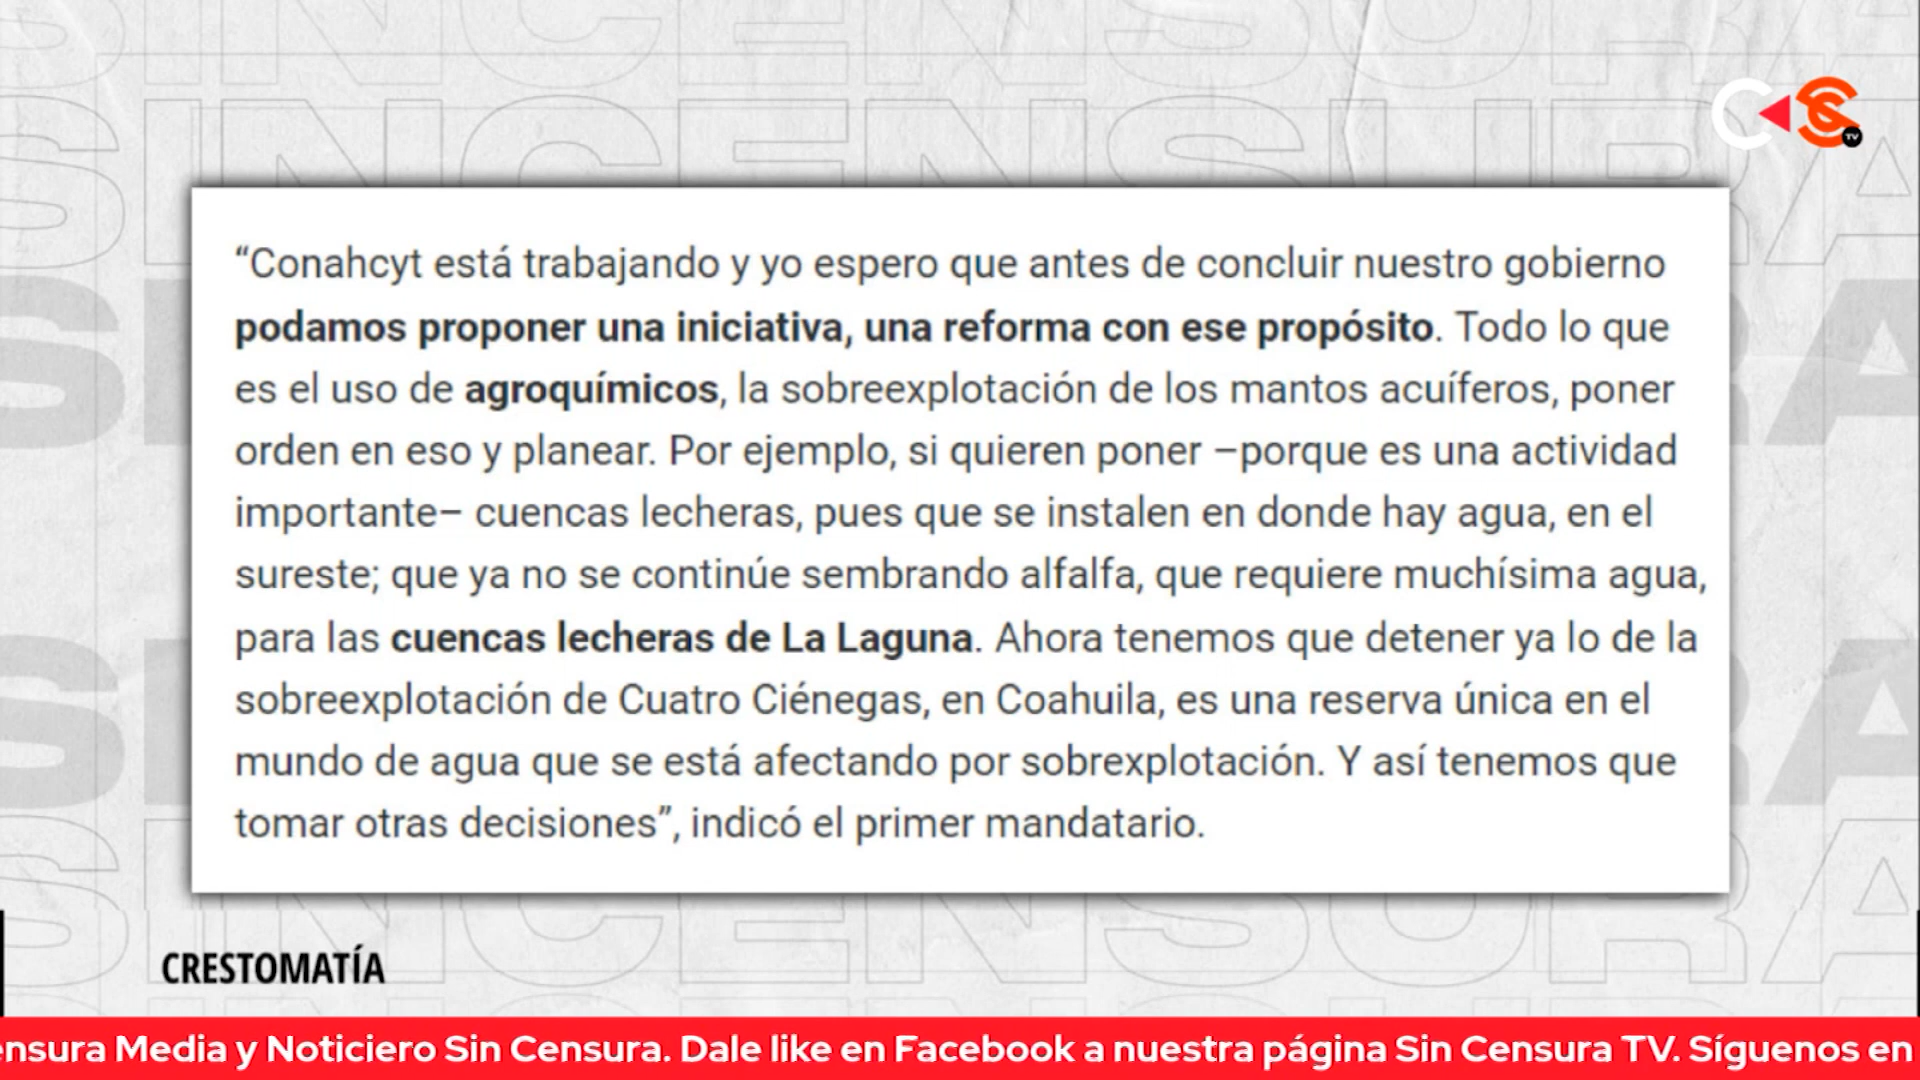 “Conahcyt está trabajando y yo espero que antes de concluir nuestro gobierno
podamos proponer una iniciativa, una reforma con ese propósito. Todo lo que
es el uso de agroquímicos, la sobreexplotación de los mantos acuíferos, poner
orden en eso y planear. Por ejemplo, si quieren poner –porque es una actividad
importante– cuencas lecheras, pues que se instalen en donde hay agua, en el
sureste; que ya no se continúe sembrando alfalfa, que requiere muchísima agua,
para las cuencas lecheras de La Laguna. Ahora tenemos que detener ya lo de la
sobreexplotación de Cuatro Ciénegas, en Coahuila, es una reserva única en el
mundo de agua que se está afectando por sobrexplotación. Y así tenemos que
tomar otras decisiones”, indicó el primer mandatario.
CRESTOMATÍA
ensura Media y Noticiero Sin Censura. Dale like en Facebook a nuestra página Sin Censura TV. Síguenos en